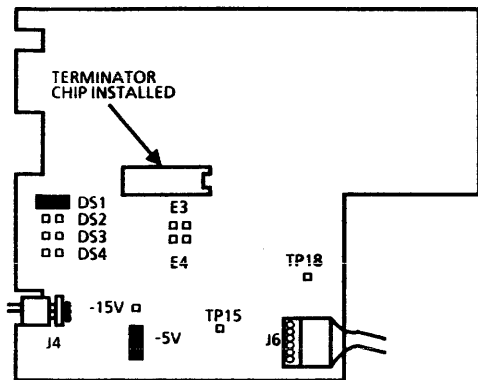 TERMINATOR
CHIP INSTALLED
DS1
DS2
DS3
DS4
E3
E4
TP18
-15V
-5V
TP15
J4
J6